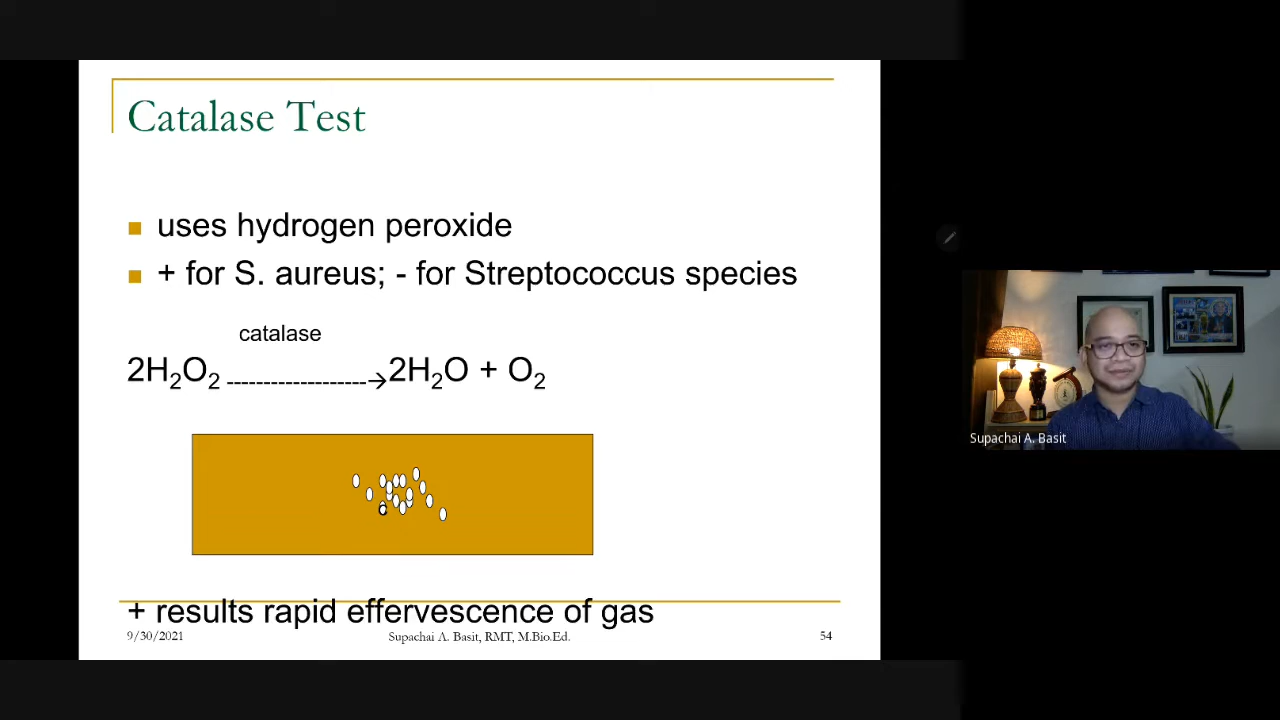 Catalase Test
uses hydrogen peroxide
+ for S. aureus; - for Streptococcus species
catalase
2H₂O₂ -------------------→2H₂O + O₂
+ results rapid effervescence of gas
9/30/2021
Supachai A. Basit, RMT, M.Bio.Ed.
54
Supachai A. Basit